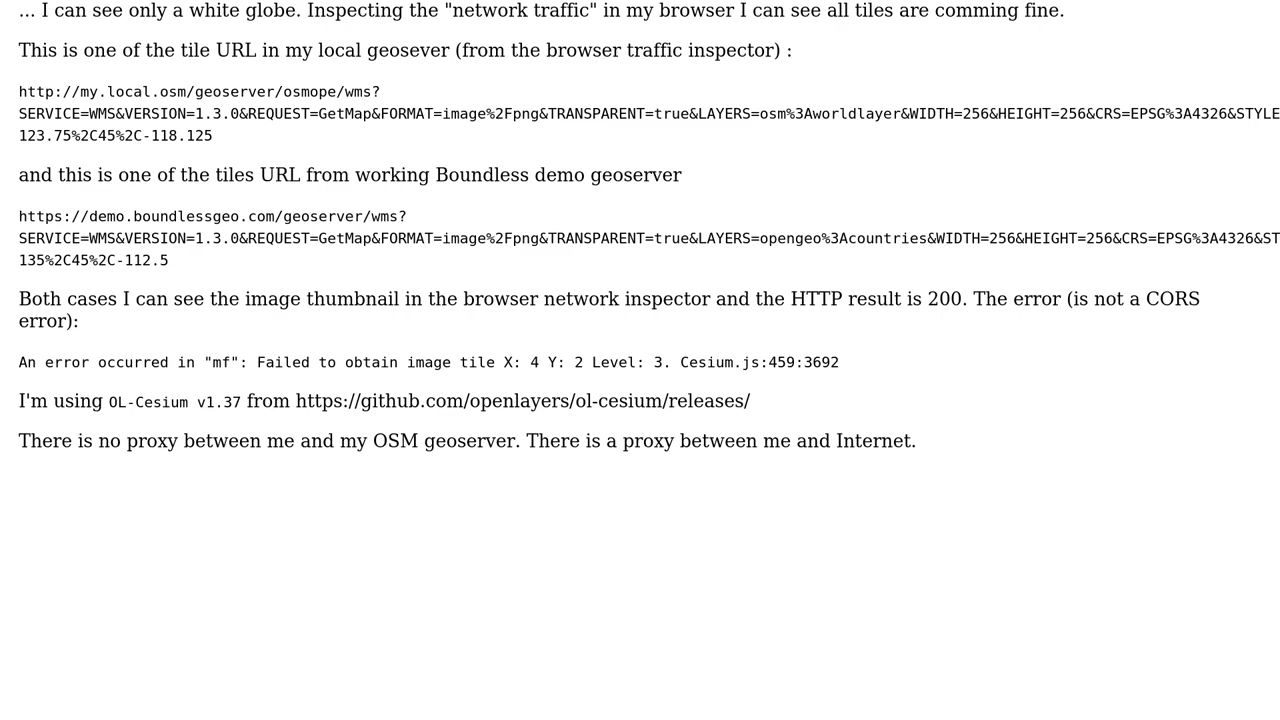 ... I can see only a white globe. Inspecting the "network traffic" in my browser I can see all tiles are comming fine.
This is one of the tile URL in my local geosever (from the browser traffic inspector) :
http://my.local.osm/geoserver/osmope/wms?
SERVICE=WMS&VERSION=1.3.0&REQUEST=GetMap&FORMAT=image%2Fpng&TRANSPARENT=true&LAYERS=osm%3Aworldlayer&WIDTH=256&HEIGHT=256&CRS=EPSG%3A4326&STYLE
123.75%2C45%2C-118.125
and this is one of the tiles URL from working Boundless demo geoserver
https://demo.boundlessgeo.com/geoserver/wms?
SERVICE=WMS&VERSION=1.3.0&REQUEST=GetMap&FORMAT=image%2Fpng&TRANSPARENT=true&LAYERS=opengeo%3Acountries&WIDTH=256&HEIGHT=256&CRS=EPSG%3A4326&ST
135%2C45%2C-112.5
Both cases I can see the image thumbnail in the browser network inspector and the HTTP result is 200. The error (is not a CORS
error):
An error occurred in "mf": Failed to obtain image tile X: 4 Y: 2 Level: 3. Cesium.js:459:3692
I'm using OL-Cesium v1.37 from https://github.com/openlayers/ol-cesium/releases/
There is no proxy between me and my OSM geoserver. There is a proxy between me and Internet.